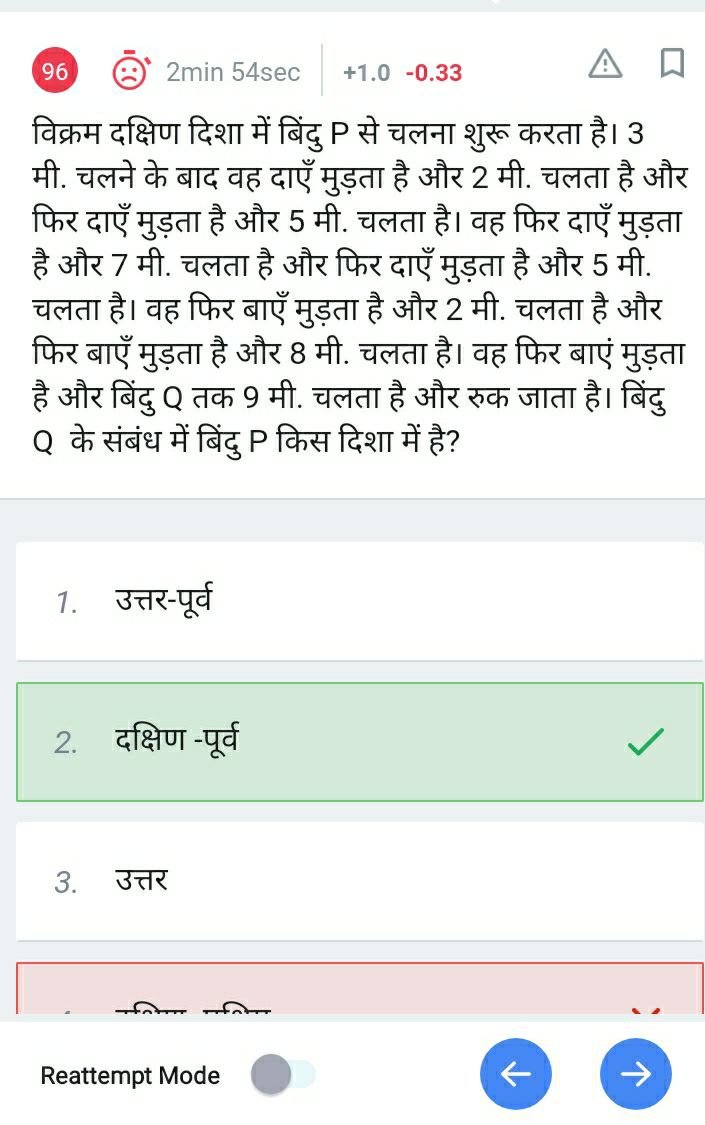 96 2min 54sec +1.0 -0.33
विक्रम दक्षिण दिशा में बिंदु P से चलना शुरू करता है। 3
मी. चलने के बाद वह दाएँ मुड़ता है और 2 मी. चलता है और
फिर दाएँ मुड़ता है और 5 मी. चलता है। वह फिर दाएँ मुड़ता
है और 7 मी. चलता है और फिर दाएँ मुड़ता है और 5 मी.
चलता है। वह फिर बाएँ मुड़ता है और 2 मी. चलता है और
फिर बाएँ मुड़ता है और 8 मी. चलता है। वह फिर बाएं मुड़ता
है और बिंदु Q तक 9 मी. चलता है और रुक जाता है। बिंदु
Q के संबंध में बिंदु P किस दिशा में है?
1. उत्तर-पूर्व
2. दक्षिण -पूर्व
3. उत्तर
Reattempt Mode